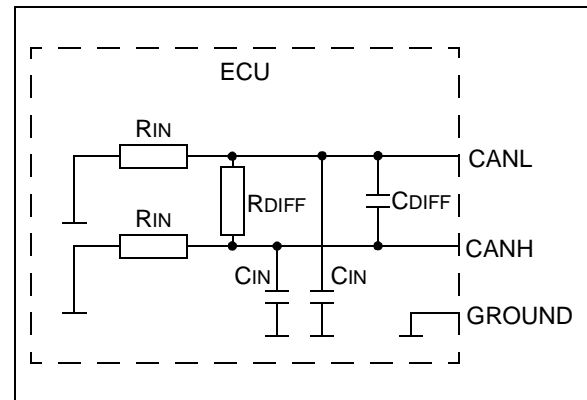 ECU
RIN
CANL
RDIFF
CDIFF
RIN
CANH
CIN
CIN
GROUND